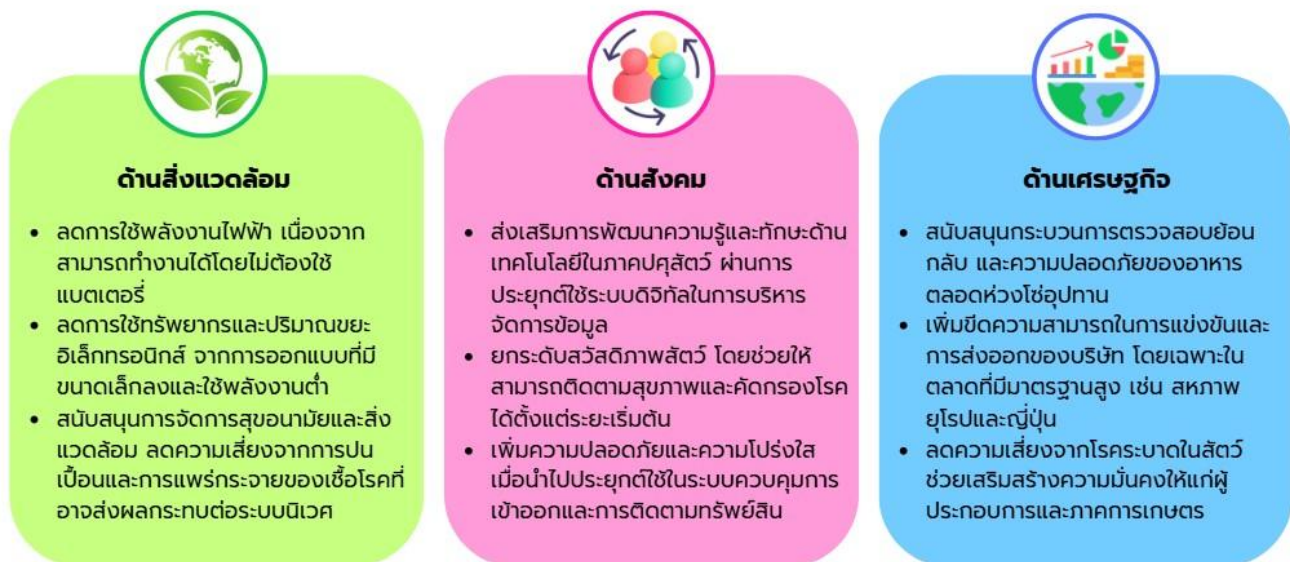 ด้านสิ่งแวดล้อม
• ลดการใช้พลังงานไฟฟ้า เนื่องจาก
สามารถทำงานได้โดยไม่ต้องใช้
แบตเตอรี่
• ลดการใช้ทรัพยากรและปริมาณขยะ
อิเล็กทรอนิกส์ จากการออกแบบที่มี
ขนาดเล็กลงและใช้พลังงานต่ำ
• สนับสนุนการจัดการสุขอนามัยและสิ่ง
แวดล้อม ลดความเสี่ยงจากการปน
เปื้อนและการแพร่กระจายของเชื้อโรคที่
อาจส่งผลกระทบต่อระบบนิเวศ
ด้านสังคม
• ส่งเสริมการพัฒนาความรู้และทักษะด้าน
เทคโนโลยีในภาคปศุสัตว์ ผ่านการ
ประยุกต์ใช้ระบบดิจิทัลในการบริหาร
จัดการข้อมูล
• ยกระดับสวัสดิภาพสัตว์ โดยช่วยให้
สามารถติดตามสุขภาพและคัดกรองโรค
ได้ตั้งแต่ระยะเริ่มต้น
• เพิ่มความปลอดภัยและความโปร่งใส
เมื่อนำไปประยุกต์ใช้ในระบบควบคุมการ
เข้าออกและการติดตามทรัพย์สิน
ด้านเศรษฐกิจ
• สนับสนุนกระบวนการตรวจสอบย้อน
กลับ และความปลอดภัยของอาหาร
ตลอดห่วงโซ่อุปทาน
• เพิ่มขีดความสามารถในการแข่งขันและ
การส่งออกของบริษัท โดยเฉพาะใน
ตลาดที่มีมาตรฐานสูง เช่น สหภาพ
ยุโรปและญี่ปุ่น
• ลดความเสี่ยงจากโรคระบาดในสัตว์
ช่วยเสริมสร้างความมั่นคงให้แก่ผู้
ประกอบการและภาคการเกษตร